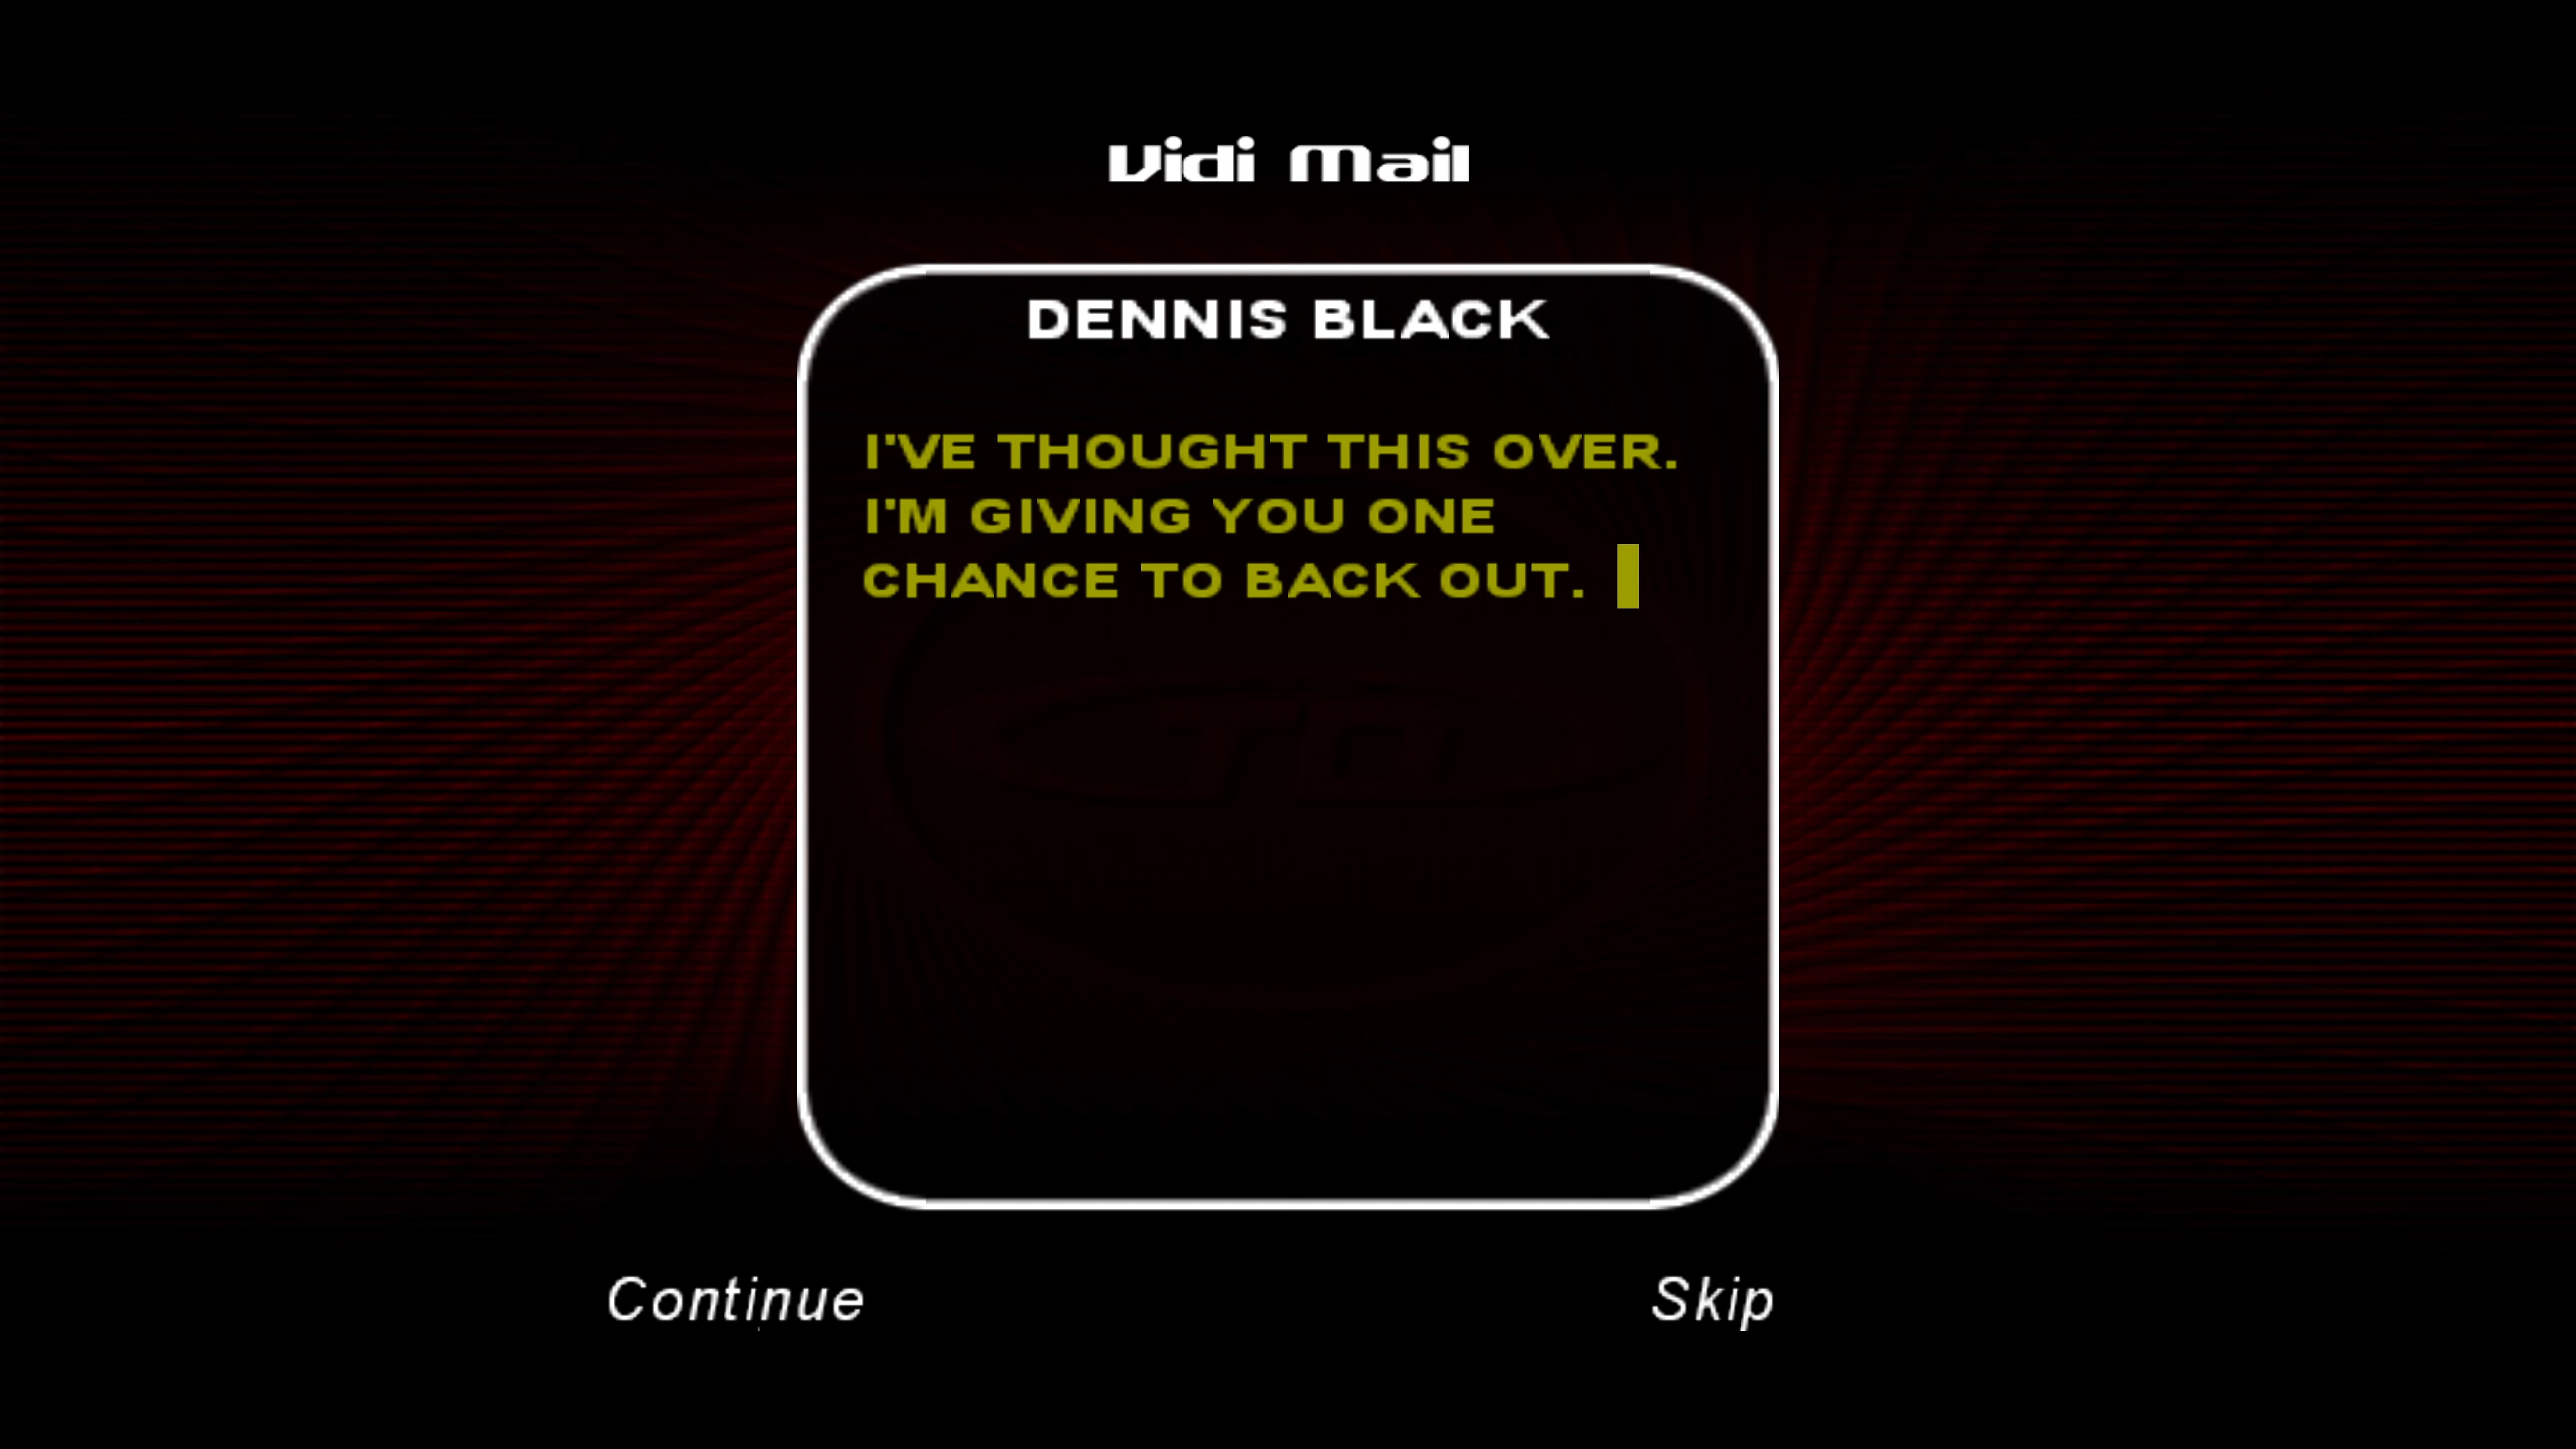 Vidi Mail
DENNIS BLACK
I'VE THOUGHT THIS OVER.
I'M GIVING YOU ONE
CHANCE TO BACK OUT.
Continue
Skip